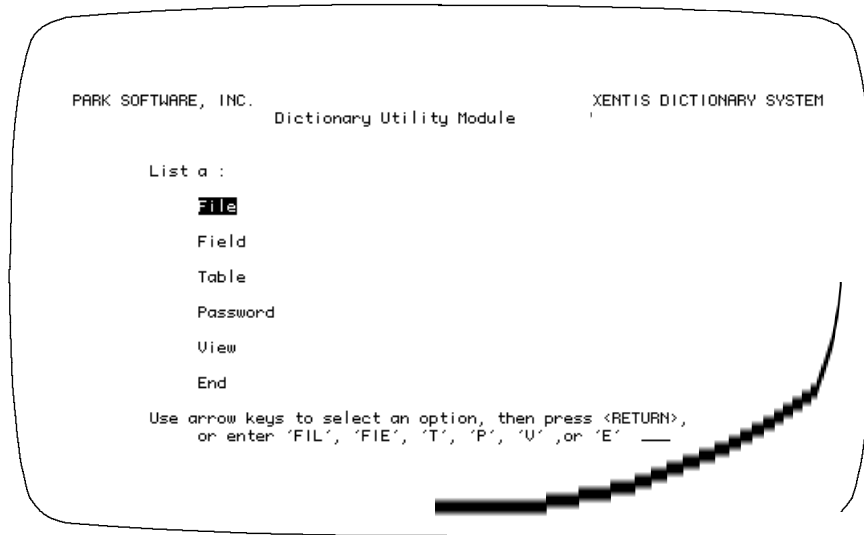 PARK SOFTWARE, INC. XENTIS DICTIONARY SYSTEM
Dictionary Utility Module
List a :
File
Field
Table
Password
View
End
Use arrow keys to select an option, then press <RETURN>,
or enter ´FIL´, ´FIE´, ´T´, ´P´, ´V´ ,or ´E´ ___